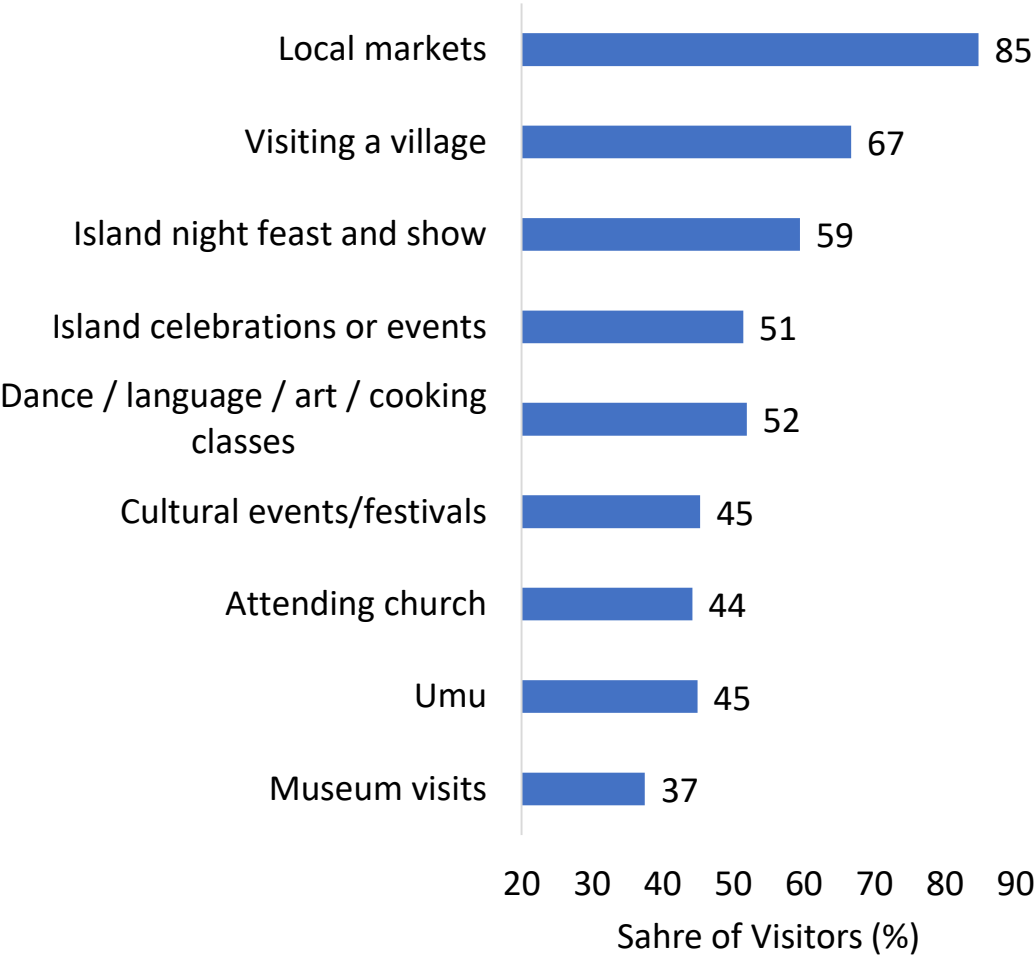 Local markets 85
Visiting a village 67
Island night feast and show 59
Island celebrations or events 51
Dance / language / art / cooking
classes 52
Cultural events/festivals 45
Attending church 44
Umu 45
Museum visits 37
20 30 40 50 60 70 80 90
Sahre of Visitors (%)